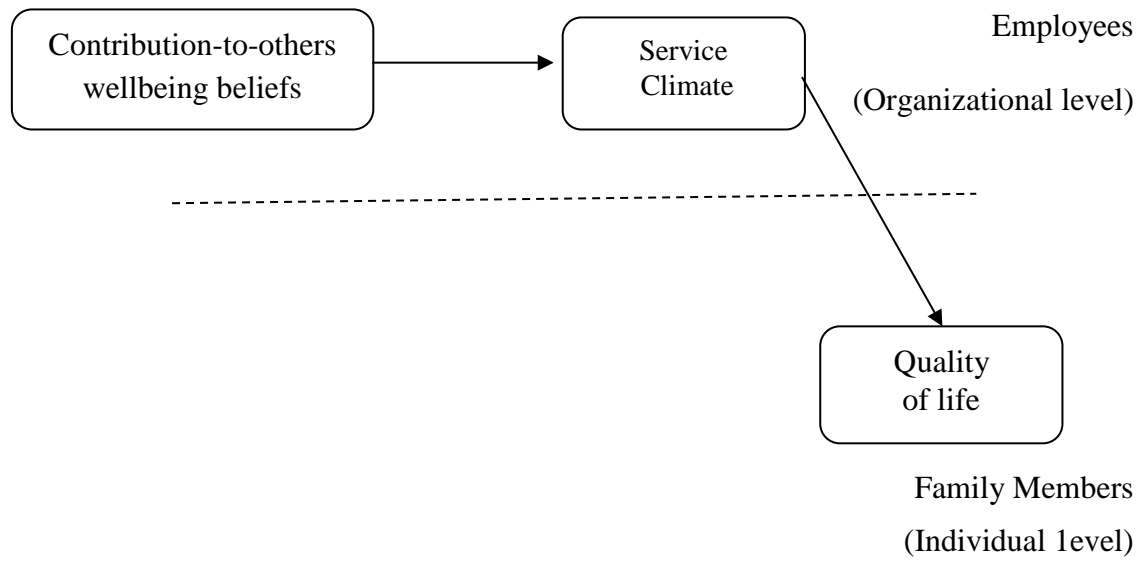 Contribution-to-others
wellbeing beliefs
Service
Climate
Employees
(Organizational level)
Quality
of life
Family Members
(Individual 1evel)